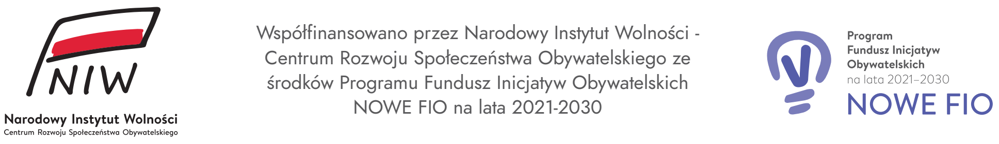 NIW
Narodowy Instytut Wolności
Centrum Rozwoju Społeczeństwa Obywatelskiego
Współfinansowano przez Narodowy Instytut Wolności -
Centrum Rozwoju Społeczeństwa Obywatelskiego ze
środków Programu Fundusz Inicjatyw Obywatelskich
NOWE FIO na lata 2021-2030
Program
Fundusz Inicjatyw
Obywatelskich
na lata 2021–2030
NOWE FIO